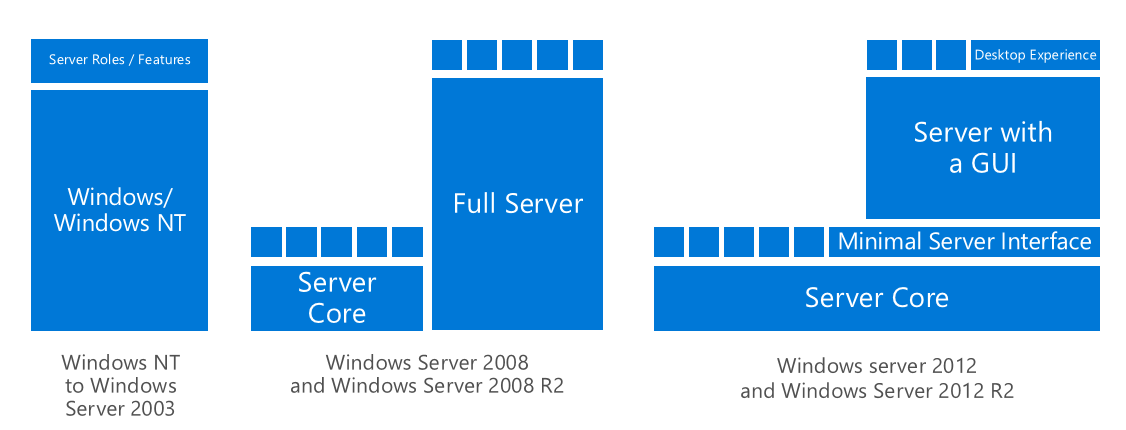 Server Roles / Features
Windows/
Windows NT
Windows NT
to Windows
Server 2003
Server
Core
Full Server
Windows Server 2008
and Windows Server 2008 R2
Desktop Experience
Server with
a GUI
Minimal Server Interface
Server Core
Windows server 2012
and Windows Server 2012 R2